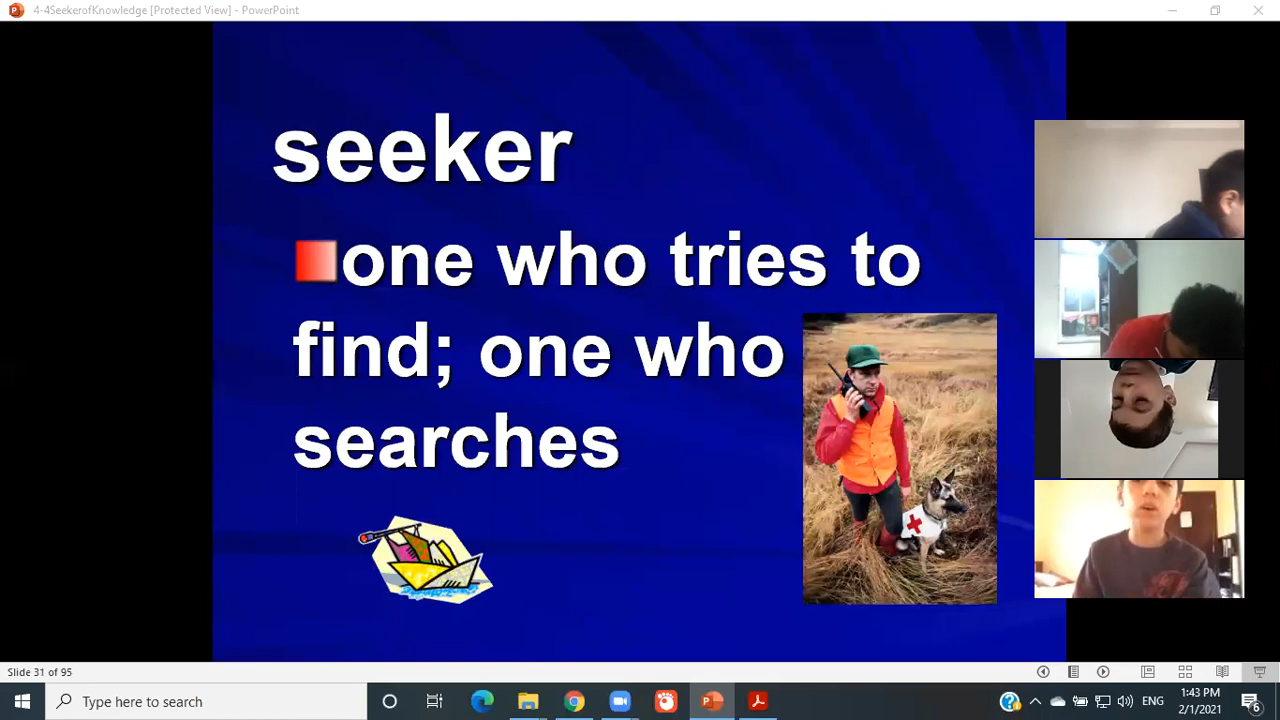 4-4SeekerofKnowledge [Protected View] - PowerPoint
seeker
one who tries to
find; one who
searches
Slide 31 of 95
Type here to search
ENG
1:43 PM
2/1/2021
6